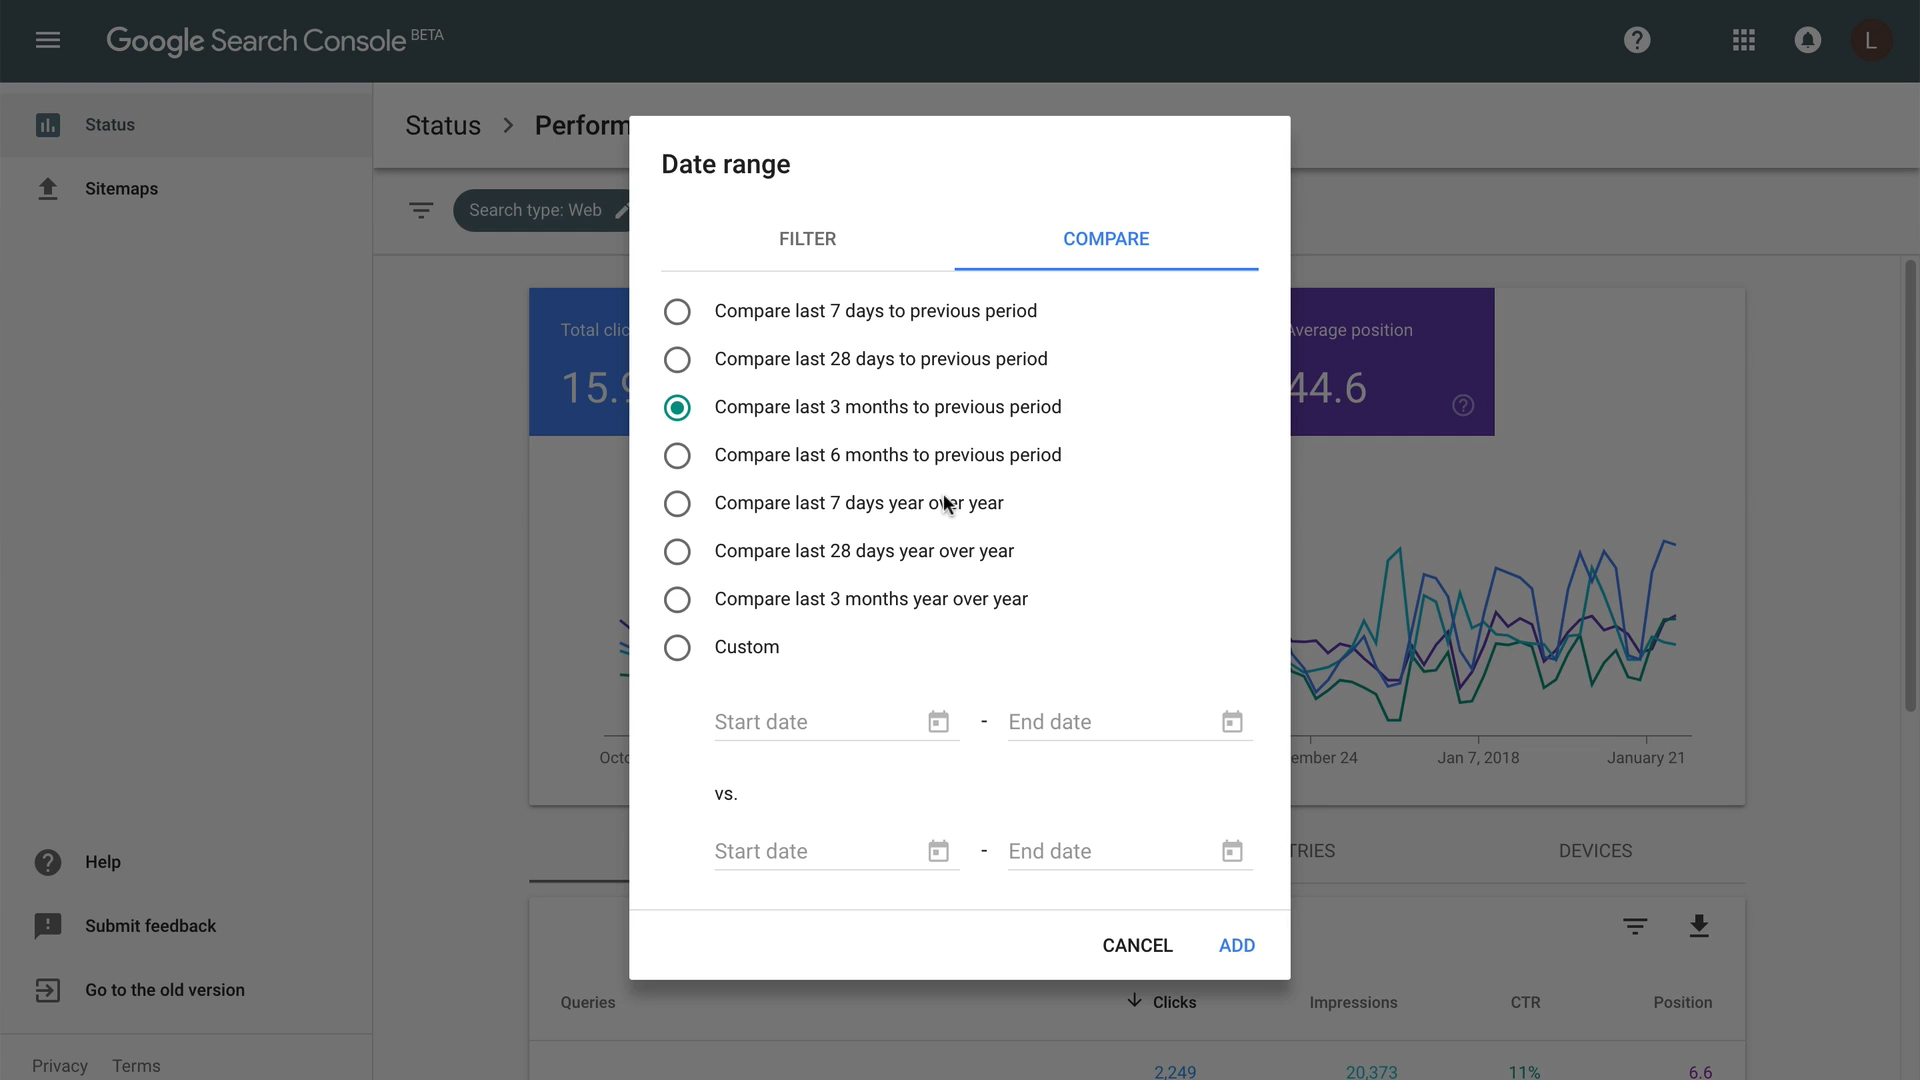 Google Search Console BETA
L
Status
Sitemaps
Status > Perform
Search type: Web
Date range
FILTER
COMPARE
Compare last 7 days to previous period
Compare last 28 days to previous period
Compare last 3 months to previous period
Compare last 6 months to previous period
Compare last 7 days year over year
Compare last 28 days year over year
Compare last 3 months year over year
Custom
Start date - End date
vs.
Start date - End date
CANCEL
ADD
Total clic
15.9
Average position
44.6
Octo
ember 24
Jan 7, 2018
January 21
TRIES
DEVICES
Queries
Clicks
Impressions
CTR
Position
2,249
20,373
11%
6.6
Help
Submit feedback
Go to the old version
Privacy
Terms